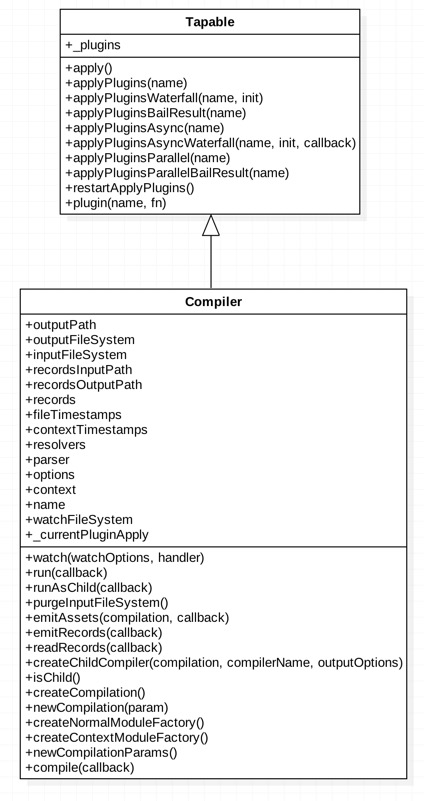 Tapable
+_plugins
+apply()
+applyPlugins(name)
+applyPluginsWaterfall(name, init)
+applyPluginsBailResult(name)
+applyPluginsAsync(name)
+applyPluginsAsyncWaterfall(name, init, callback)
+applyPluginsParallel(name)
+applyPluginsParallelBailResult(name)
+restartApplyPlugins()
+plugin(name, fn)
Compiler
+outputPath
+outputFileSystem
+inputFileSystem
+recordsInputPath
+recordsOutputPath
+records
+fileTimestamps
+contextTimestamps
+resolvers
+parser
+options
+context
+name
+watchFileSystem
+_currentPluginApply
+watch(watchOptions, handler)
+run(callback)
+runAsChild(callback)
+purgeInputFileSystem()
+emitAssets(compilation, callback)
+emitRecords(callback)
+readRecords(callback)
+createChildCompiler(compilation, compilerName, outputOptions)
+isChild()
+createCompilation()
+newCompilation(param)
+createNormalModuleFactory()
+createContextModuleFactory()
+newCompilationParams()
+compile(callback)